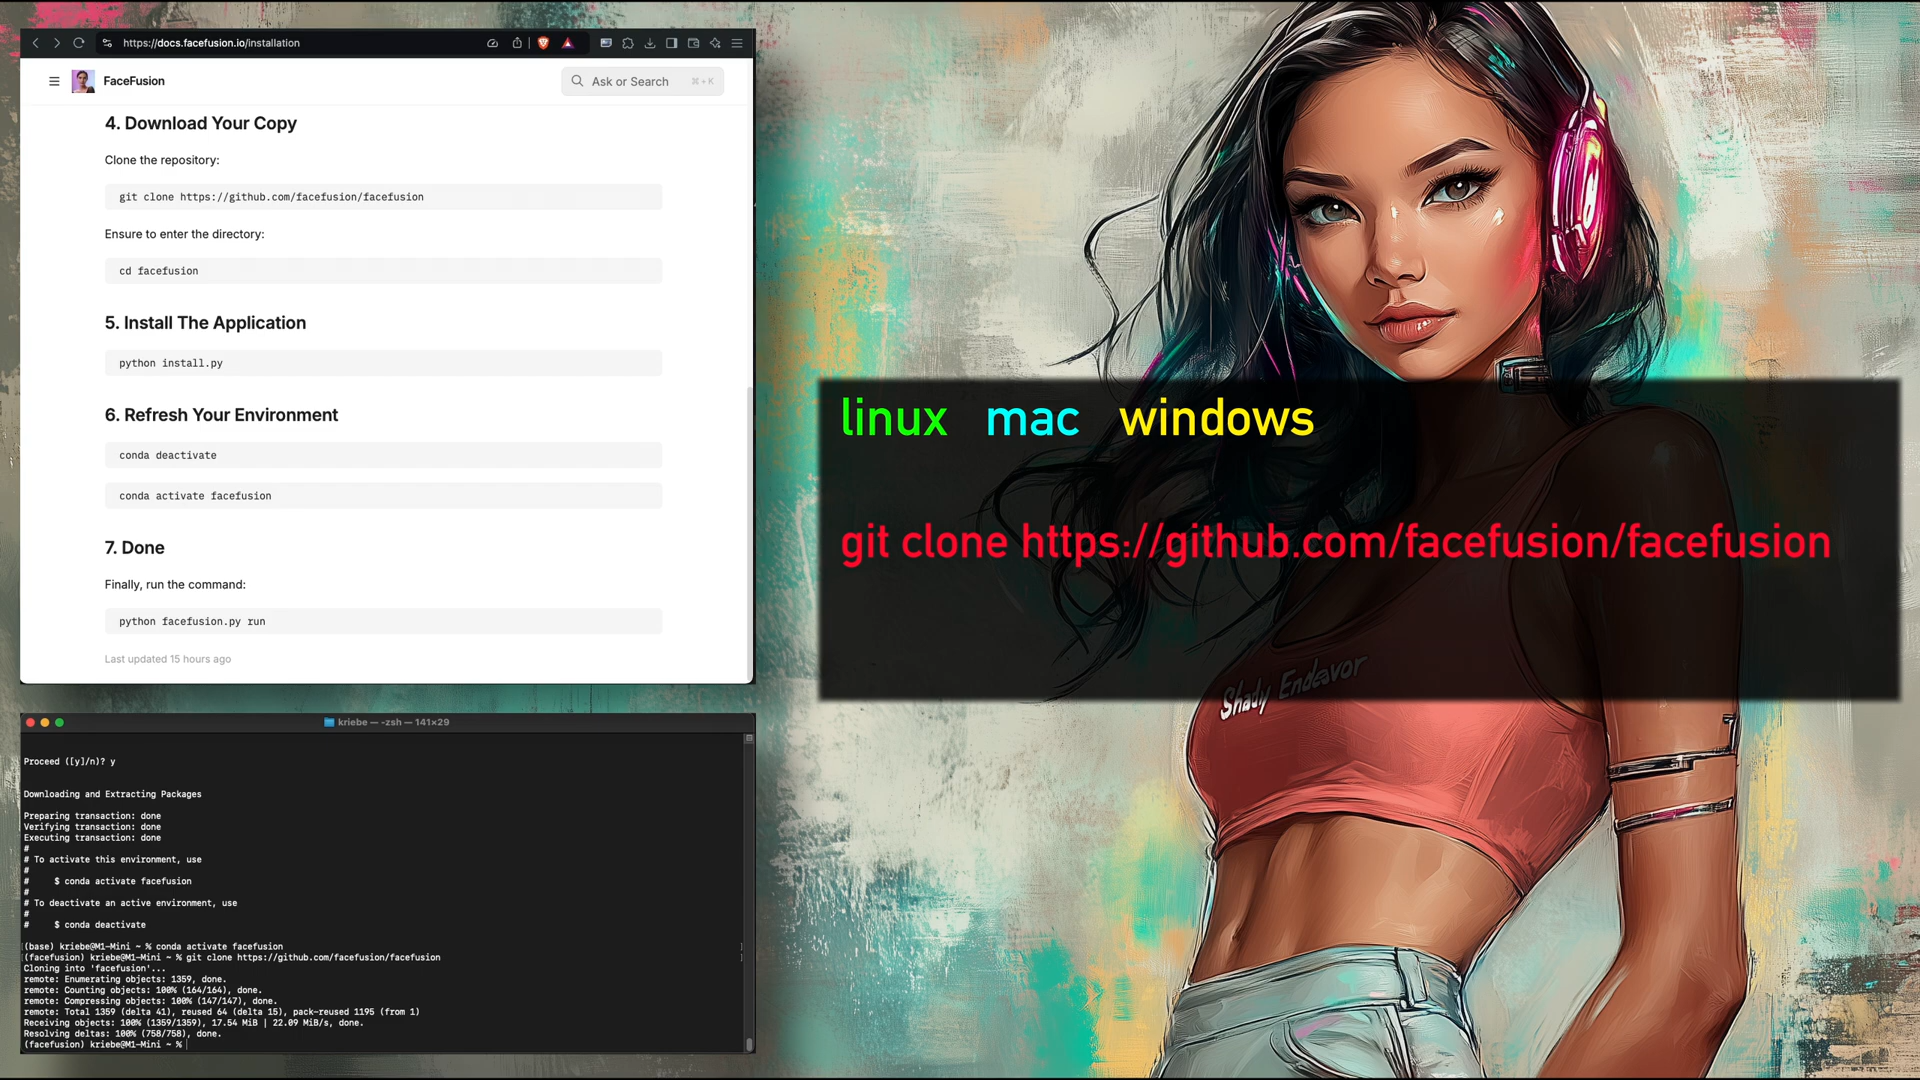 https://docs.facefusion.io/installation
FaceFusion
Ask or Search
⌘+K
4. Download Your Copy
Clone the repository:
git clone https://github.com/facefusion/facefusion
Ensure to enter the directory:
cd facefusion
5. Install The Application
python install.py
6. Refresh Your Environment
conda deactivate
conda activate facefusion
7. Done
Finally, run the command:
python facefusion.py run
Last updated 15 hours ago
kriebe — -zsh — 141×29
Proceed ([y]/n)? y
Downloading and Extracting Packages
Preparing transaction: done
Verifying transaction: done
Executing transaction: done
#
# To activate this environment, use
#
#     $ conda activate facefusion
#
# To deactivate an active environment, use
#
#     $ conda deactivate
(base) kriebe@M1-Mini ~ % conda activate facefusion
(facefusion) kriebe@M1-Mini ~ % git clone https://github.com/facefusion/facefusion
Cloning into 'facefusion'...
remote: Enumerating objects: 1359, done.
remote: Counting objects: 100% (164/164), done.
remote: Compressing objects: 100% (147/147), done.
remote: Total 1359 (delta 41), reused 64 (delta 15), pack-reused 1195 (from 1)
Receiving objects: 100% (1359/1359), 17.54 MiB | 22.09 MiB/s, done.
Resolving deltas: 100% (758/758), done.
(facefusion) kriebe@M1-Mini ~ %
linux mac windows
git clone https://github.com/facefusion/facefusion
Shady Endeavor